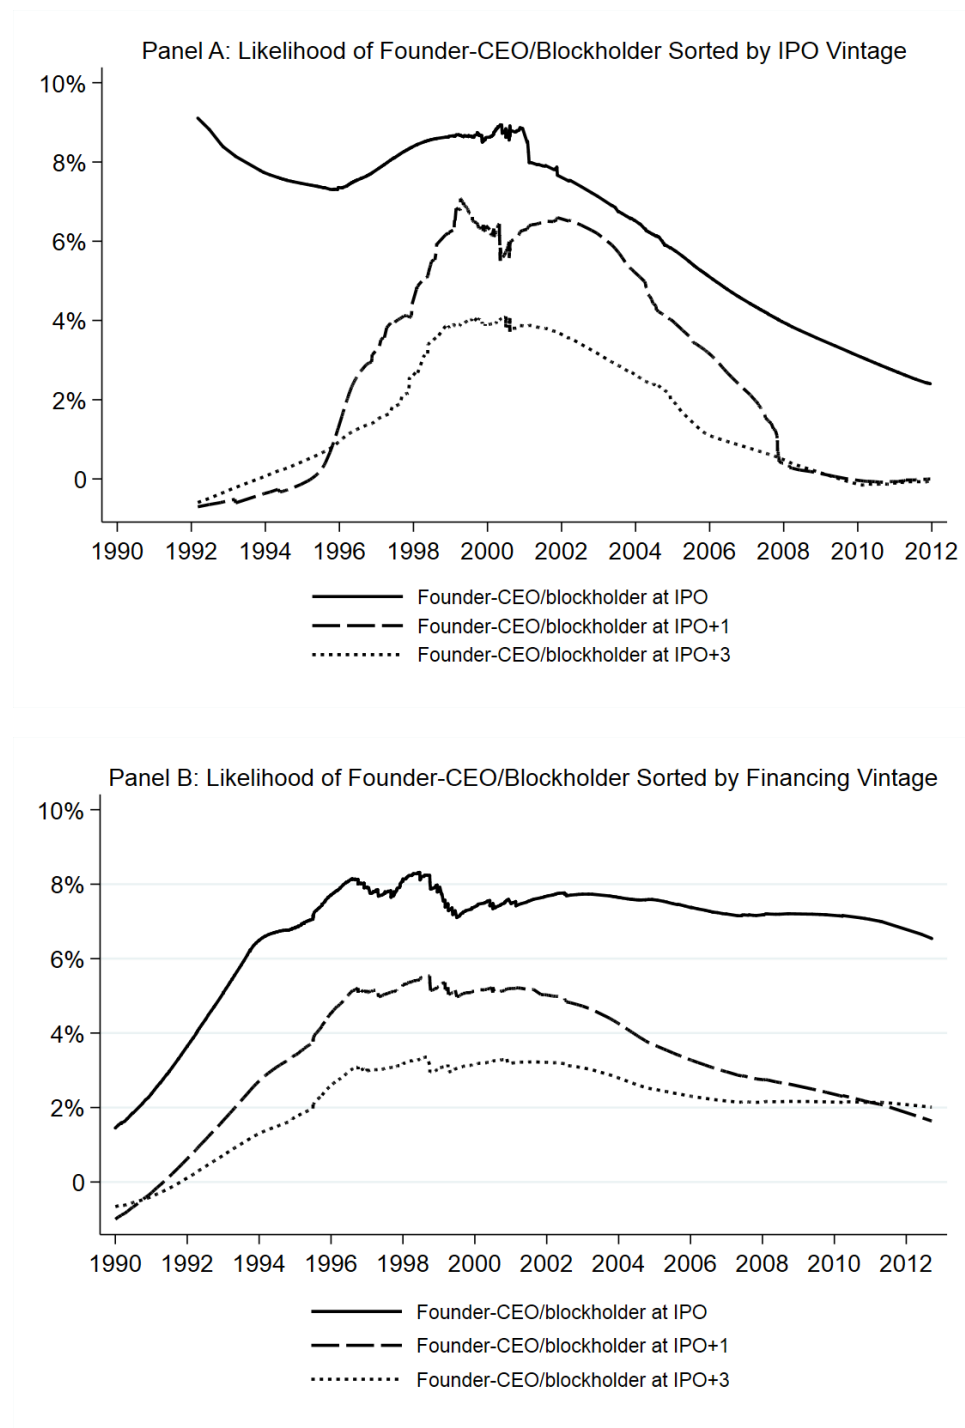 Panel A: Likelihood of Founder-CEO/Blockholder Sorted by IPO Vintage
10%
8%
6%
4%
2%
0
1990 1992 1994 1996 1998 2000 2002 2004 2006 2008 2010 2012
Founder-CEO/blockholder at IPO
Founder-CEO/blockholder at IPO+1
Founder-CEO/blockholder at IPO+3
Panel B: Likelihood of Founder-CEO/Blockholder Sorted by Financing Vintage
10%
8%
6%
4%
2%
0
1990 1992 1994 1996 1998 2000 2002 2004 2006 2008 2010 2012
Founder-CEO/blockholder at IPO
Founder-CEO/blockholder at IPO+1
Founder-CEO/blockholder at IPO+3